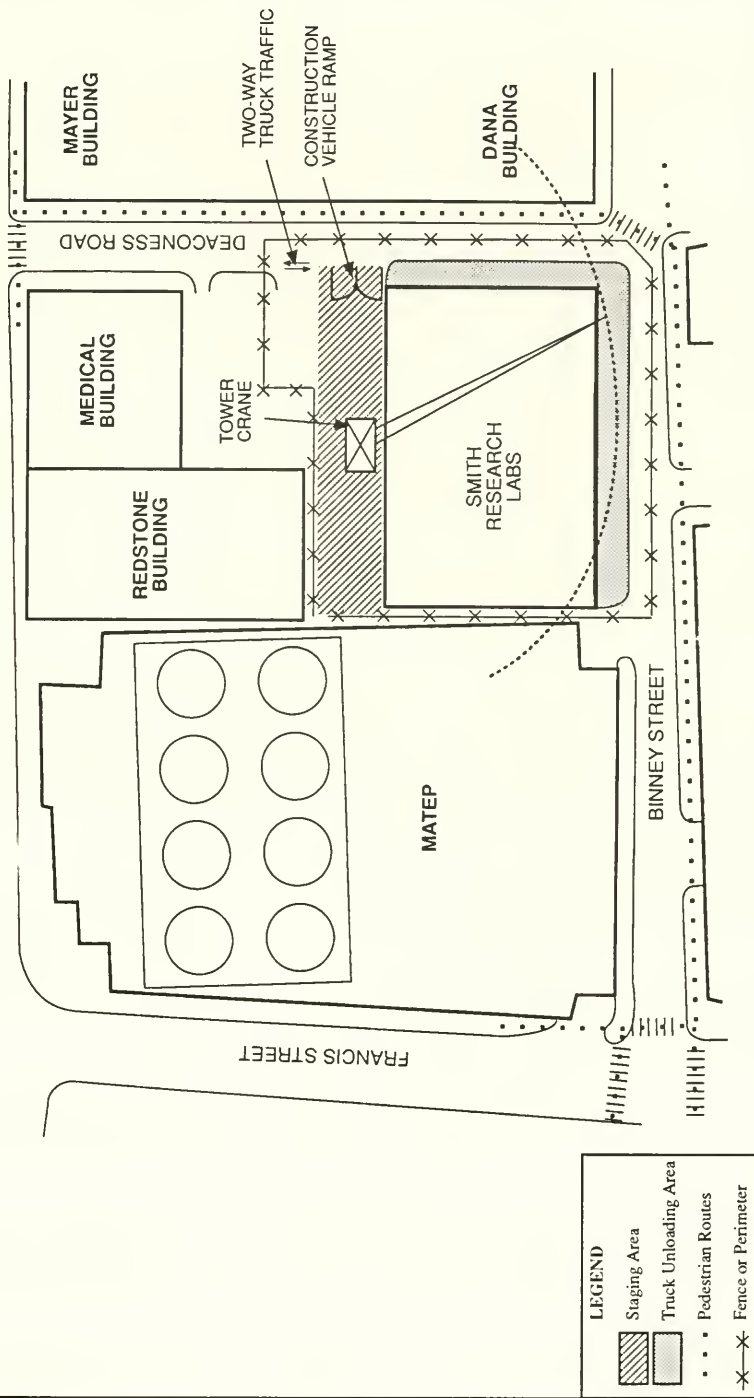 MAYER
BUILDING
TWO-WAY
TRUCK TRAFFIC
CONSTRUCTION
VEHICLE RAMP
DANA
BUILDING
DEACONESS ROAD
MEDICAL
BUILDING
REDSTONE
BUILDING
TOWER
CRANE
SMITH
RESEARCH
LABS
MATEP
BINNEY STREET
FRANCIS STREET
LEGEND
Staging Area
Truck Unloading Area
Pedestrian Routes
Fence or Perimeter